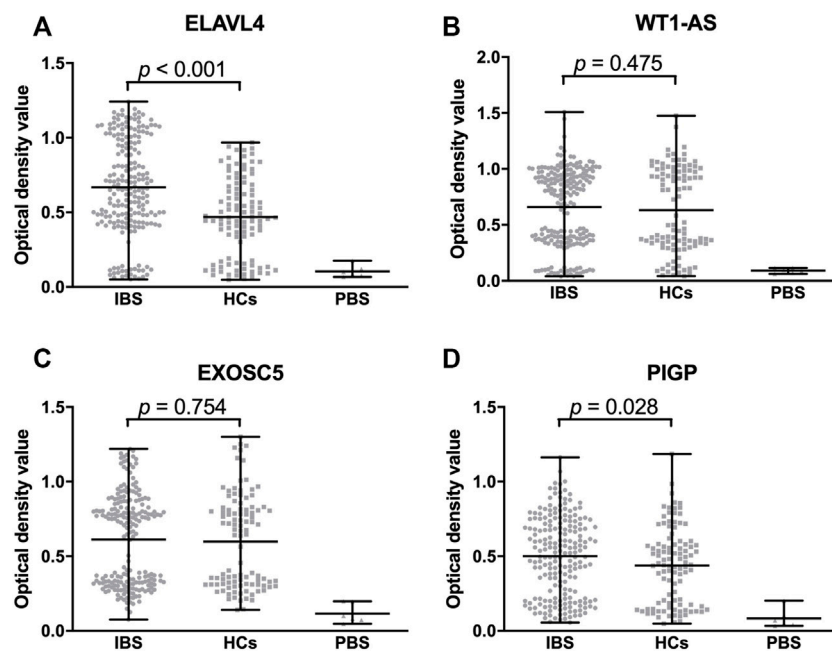 A
ELAVL4
Optical density value
1.5
1.0
0.5
0.0
p < 0.001
IBS
HCs
PBS
B
WT1-AS
Optical density value
2.0
1.5
1.0
0.5
0.0
p = 0.475
IBS
HCs
PBS
C
EXOSC5
Optical density value
1.5
1.0
0.5
0.0
p = 0.754
IBS
HCs
PBS
D
PIGP
Optical density value
1.5
1.0
0.5
0.0
p = 0.028
IBS
HCs
PBS